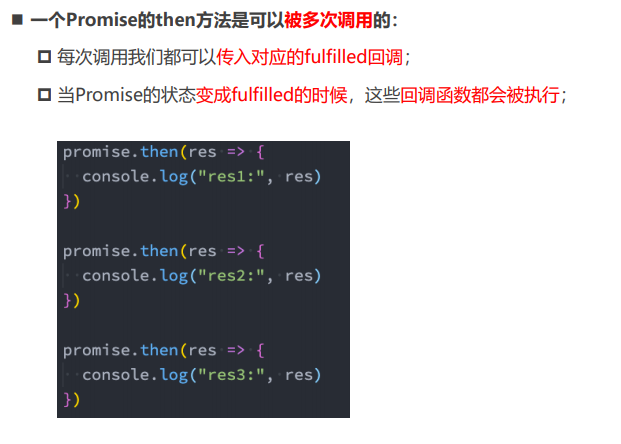 一个Promise的then方法是可以被多次调用的：
每次调用我们都可以传入对应的fulfilled回调；
当Promise的状态变成fulfilled的时候，这些回调函数都会被执行；
promise.then(res => {
  console.log("res1:", res)
})
promise.then(res => {
  console.log("res2:", res)
})
promise.then(res => {
  console.log("res3:", res)
})